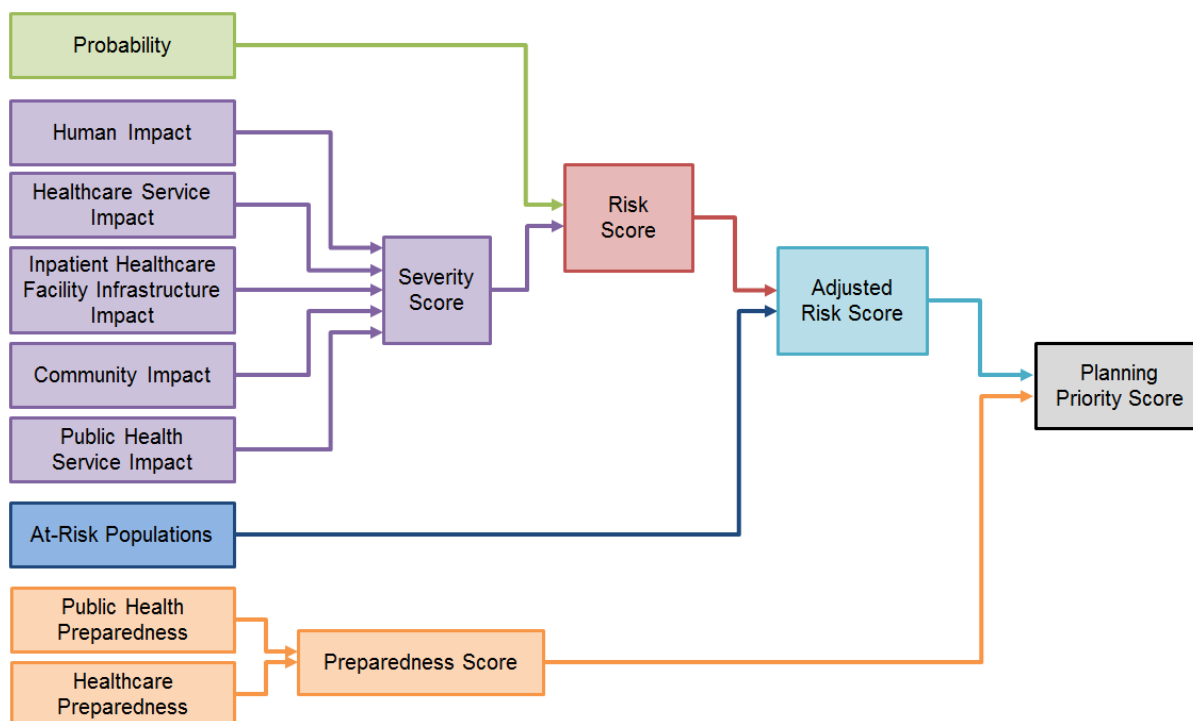 Probability
Human Impact
Healthcare Service
Impact
Inpatient Healthcare
Facility Infrastructure
Impact
Community Impact
Public Health
Service Impact
At-Risk Populations
Public Health
Preparedness
Healthcare
Preparedness
Severity
Score
Preparedness Score
Risk
Score
Adjusted
Risk Score
Planning
Priority Score